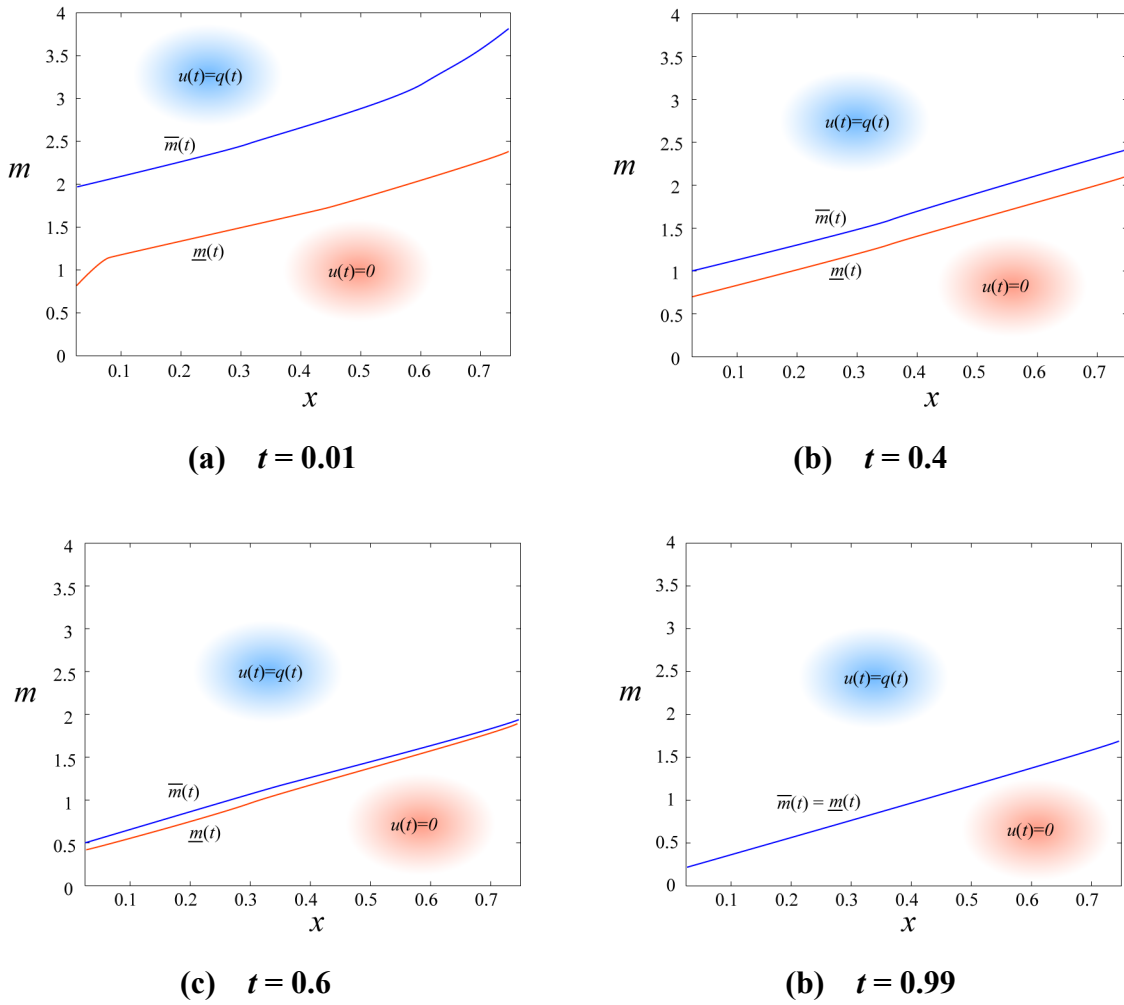 4
3.5
3
2.5
2
1.5
1
0.5
0
m
u(t)=q(t)
m̅(t)
m̲(t)
u(t)=0
0.1 0.2 0.3 0.4 0.5 0.6 0.7
x
(a) t = 0.01
4
3.5
3
2.5
2
1.5
1
0.5
0
m
u(t)=q(t)
m̅(t)
m̲(t)
u(t)=0
0.1 0.2 0.3 0.4 0.5 0.6 0.7
x
(b) t = 0.4
4
3.5
3
2.5
2
1.5
1
0.5
0
m
u(t)=q(t)
m̅(t)
m̲(t)
u(t)=0
0.1 0.2 0.3 0.4 0.5 0.6 0.7
x
(c) t = 0.6
4
3.5
3
2.5
2
1.5
1
0.5
0
m
u(t)=q(t)
m̅(t) = m̲(t)
u(t)=0
0.1 0.2 0.3 0.4 0.5 0.6 0.7
x
(b) t = 0.99